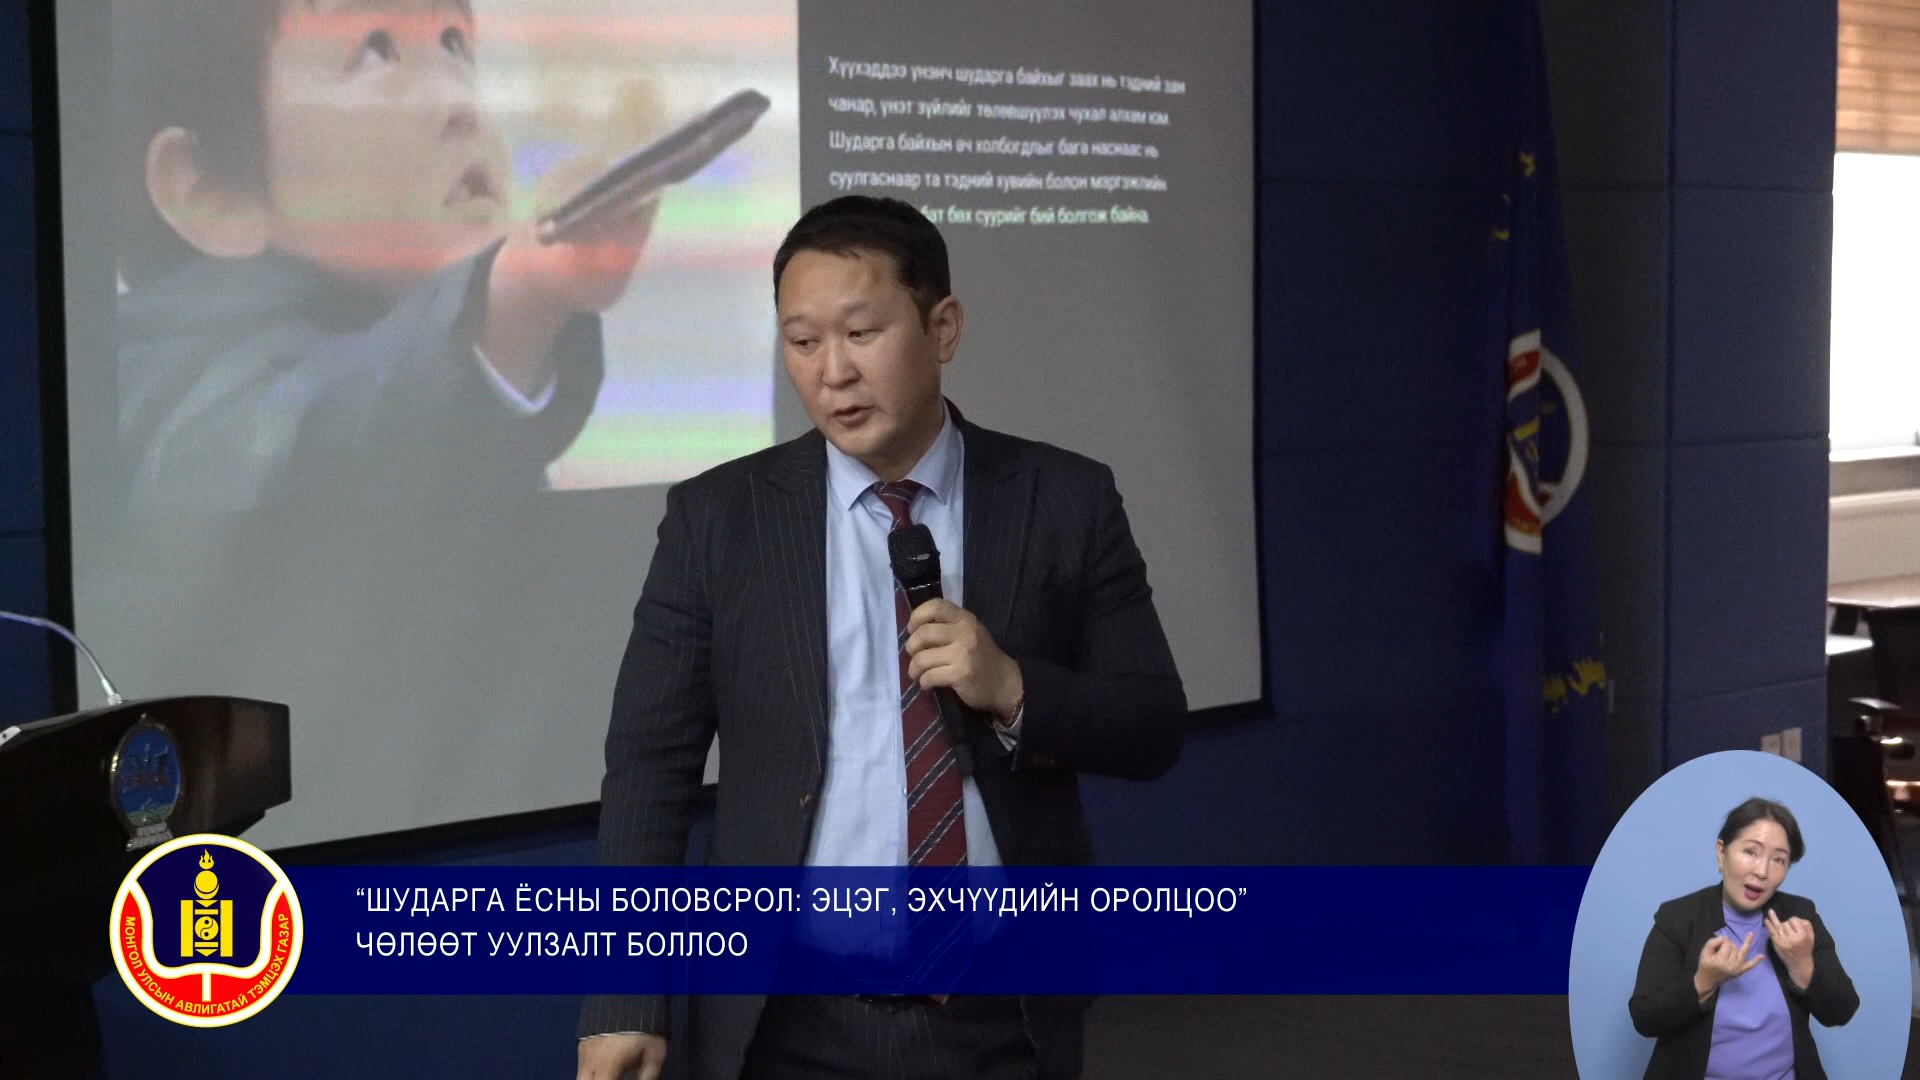 Хүүхэддээ үнэнч шударга байхыг заах нь тэдний зан
чанар, үнэт зүйлийг төлөвшүүлэх чухал алхам юм.
Шударга байхын ач холбогдлыг бага наснаас нь
суулгаснаар та тэдний хувийн болон мэргэжлийн
бат бөх суурийг бий болгож байна.
“ШУДАРГА ЁСНЫ БОЛОВСРОЛ: ЭЦЭГ, ЭХЧҮҮДИЙН ОРОЛЦОО”
ЧӨЛӨӨТ УУЛЗАЛТ БОЛЛОО
МОНГОЛ УЛСЫН АВЛИГАТАЙ ТЭМЦЭХ ГАЗАР